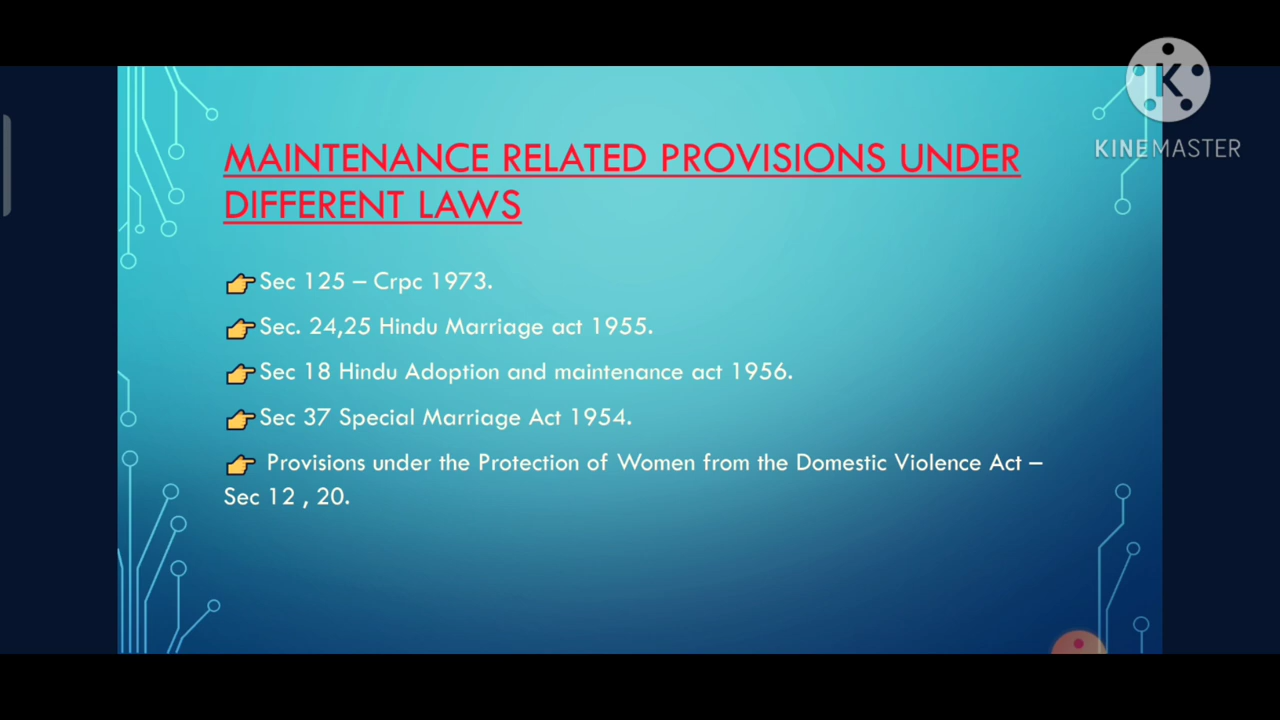 K
KINEMASTER
MAINTENANCE RELATED PROVISIONS UNDER
DIFFERENT LAWS
👉Sec 125 – Crpc 1973.
👉Sec. 24,25 Hindu Marriage act 1955.
👉Sec 18 Hindu Adoption and maintenance act 1956.
👉Sec 37 Special Marriage Act 1954.
👉 Provisions under the Protection of Women from the Domestic Violence Act –
Sec 12 , 20.